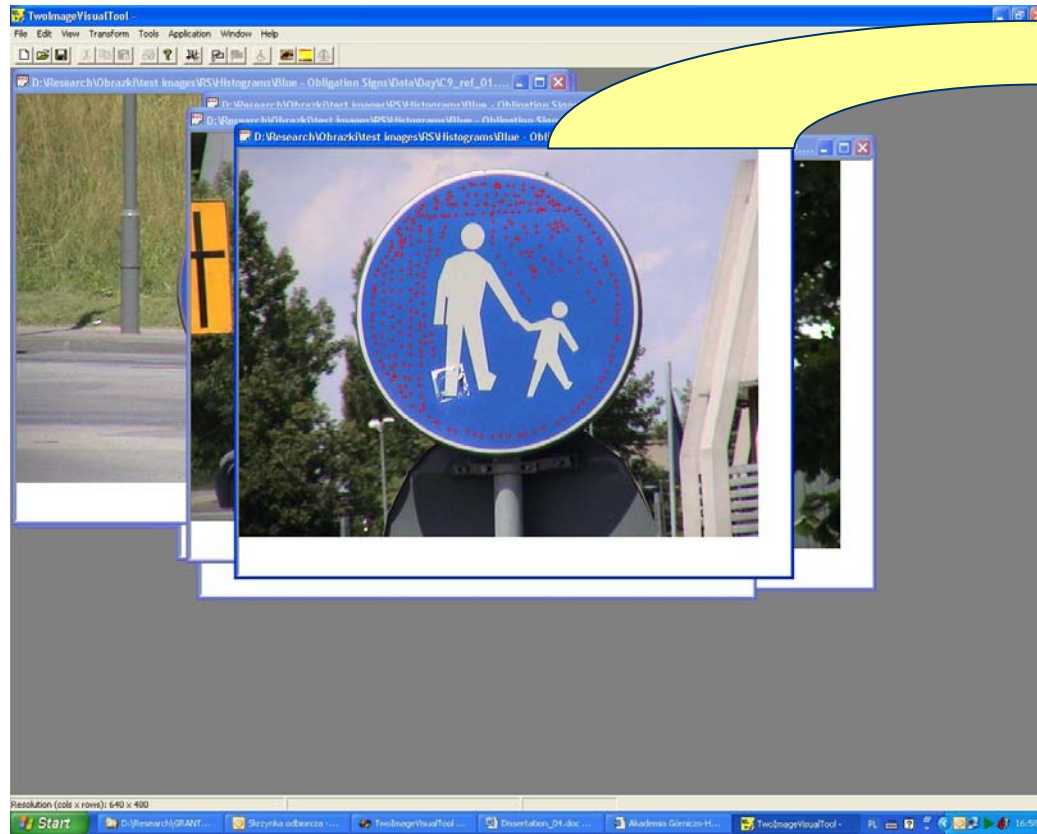 TwoImageVisualTool -
File Edit View Transform Tools Application Window Help
D:\Research\Obrazki\test images\RS\Histograms\Blue - Obligation Signs\Data\Day\C9_ref_01....
D:\Research\Obrazki\test images\RS\Histograms\Blue - Obligation Signs
D:\Research\Obrazki\test images\RS\Histograms\Blue - Obligation Sign
D:\Research\Obrazki\test images\RS\Histograms\Blue - Obl
Resolution (cols x rows): 640 x 480
Start D:\Research\GRANT... Skrzynka odbiorcza -... TwoImageVisualTool ... Dissertation_04.doc ... Akademia Górniczo-H... TwoImageVisualTool - PL 16:58